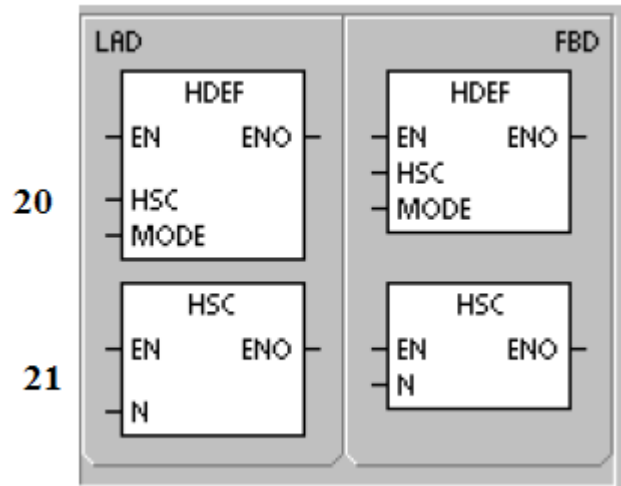 LAD FBD
HDEF HDEF
EN ENO EN ENO
HSC
20 HSC MODE
MODE
HSC HSC
EN ENO EN ENO
21 N
N